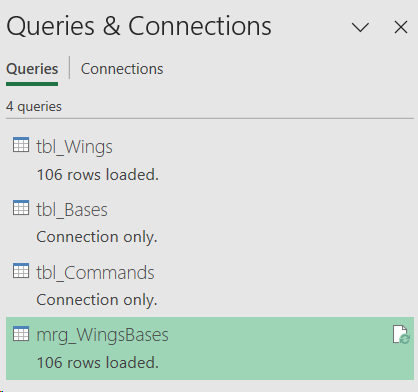 Queries & Connections
Queries
Connections
4 queries
tbl_Wings
106 rows loaded.
tbl_Bases
Connection only.
tbl_Commands
Connection only.
mrg_WingsBases
106 rows loaded.